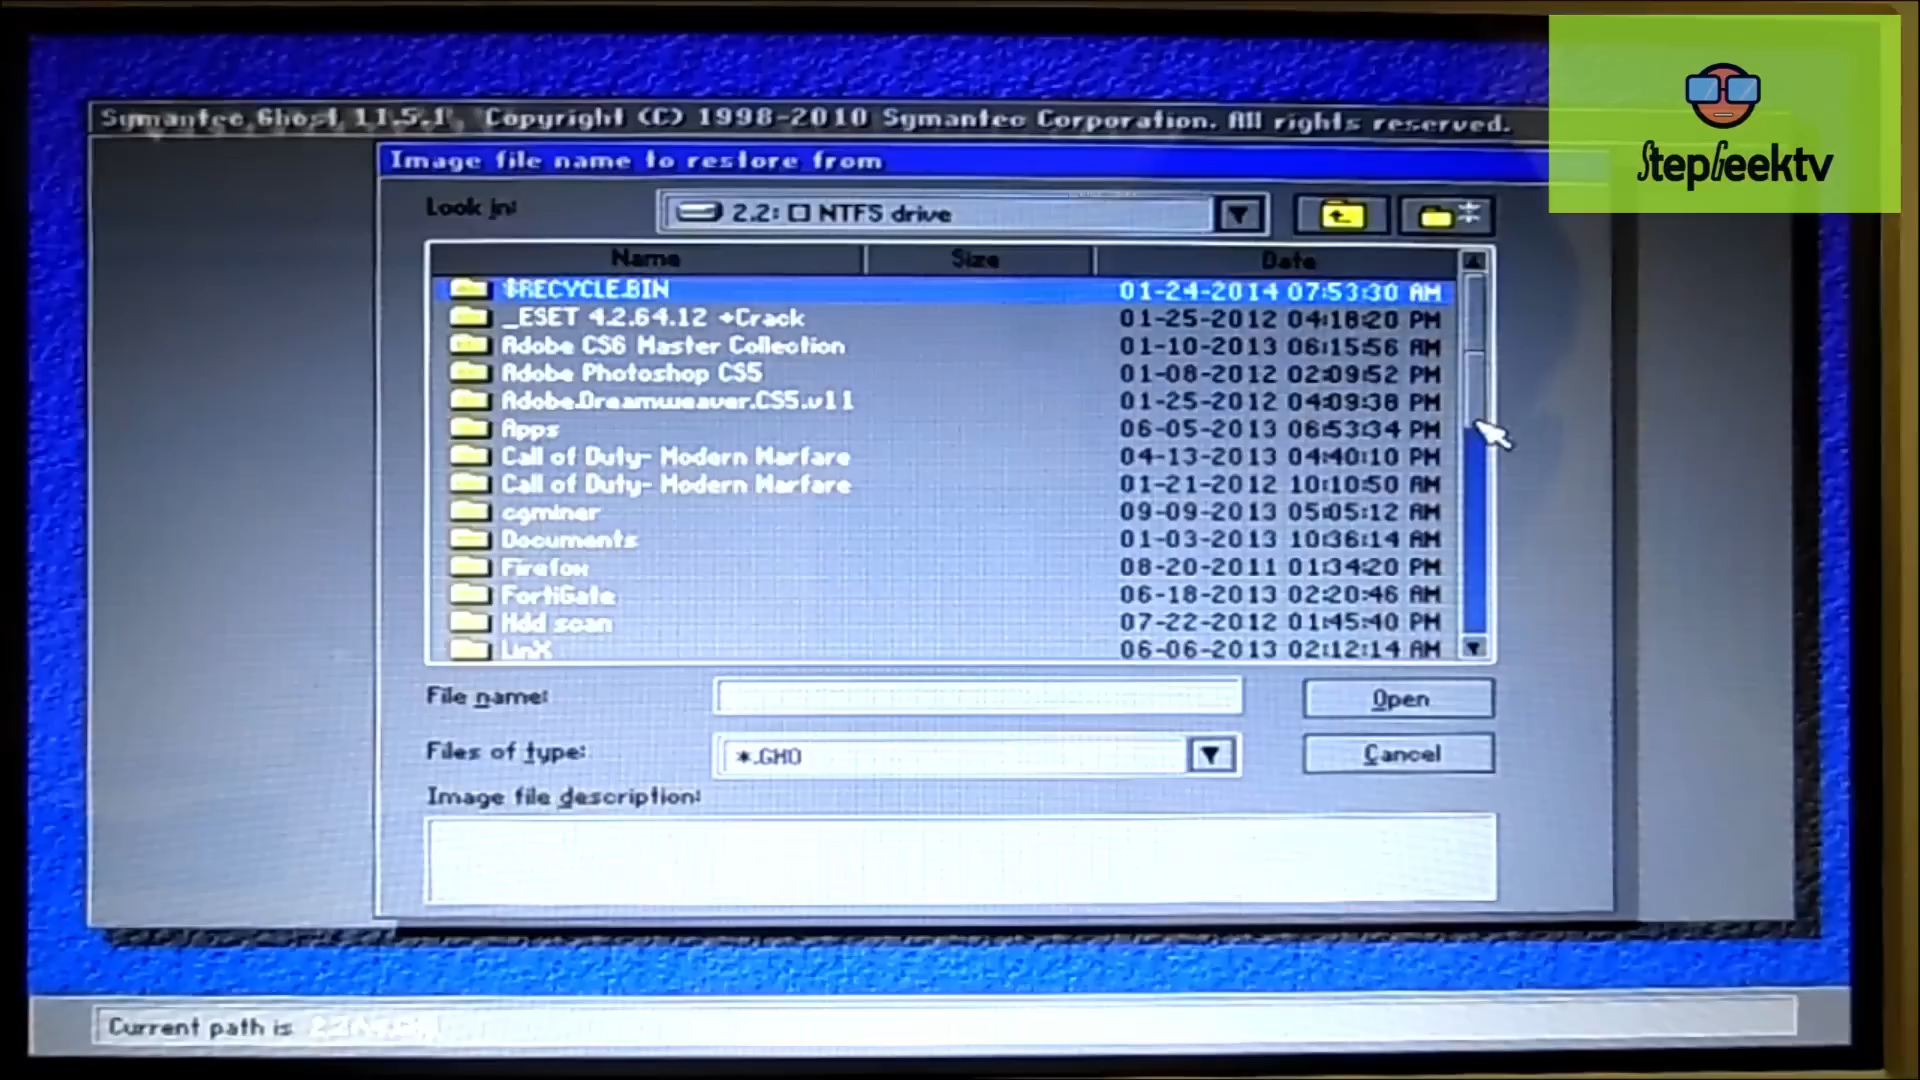 StepGeektv
Symantec Ghost 11.5.1 Copyright (C) 1998-2010 Symantec Corporation. All rights reserved.
Image file name to restore from
Look in: 2.2: □ NTFS drive
Name Size Date
$RECYCLE.BIN 01-24-2014 07:53:30 AM
_ESET 4.2.64.12 +Crack 01-25-2012 04:18:20 PM
Adobe CS6 Master Collection 01-10-2013 06:15:56 AM
Adobe Photoshop CS5 01-08-2012 02:09:52 PM
Adobe.Dreamweaver.CS5.v11 01-25-2012 04:09:38 PM
Apps 06-05-2013 06:53:34 PM
Call of Duty- Modern Warfare 04-13-2013 04:40:10 PM
Call of Duty- Modern Warfare 01-21-2012 10:10:50 AM
cgminer 09-09-2013 05:05:12 AM
Documents 01-03-2013 10:36:14 AM
Firefox 08-20-2011 01:34:20 PM
FortiGate 06-18-2013 02:20:46 AM
Hdd scan 07-22-2012 01:45:40 PM
LinX 06-06-2013 02:12:14 AM
File name: Open
Files of type: *.GHO Cancel
Image file description:
Current path is